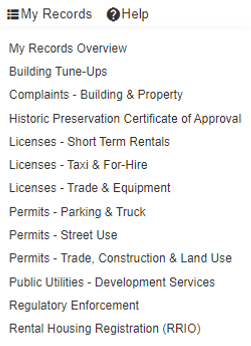 My Records Help
My Records Overview
Building Tune-Ups
Complaints - Building & Property
Historic Preservation Certificate of Approval
Licenses - Short Term Rentals
Licenses - Taxi & For-Hire
Licenses - Trade & Equipment
Permits - Parking & Truck
Permits - Street Use
Permits - Trade, Construction & Land Use
Public Utilities - Development Services
Regulatory Enforcement
Rental Housing Registration (RRIO)